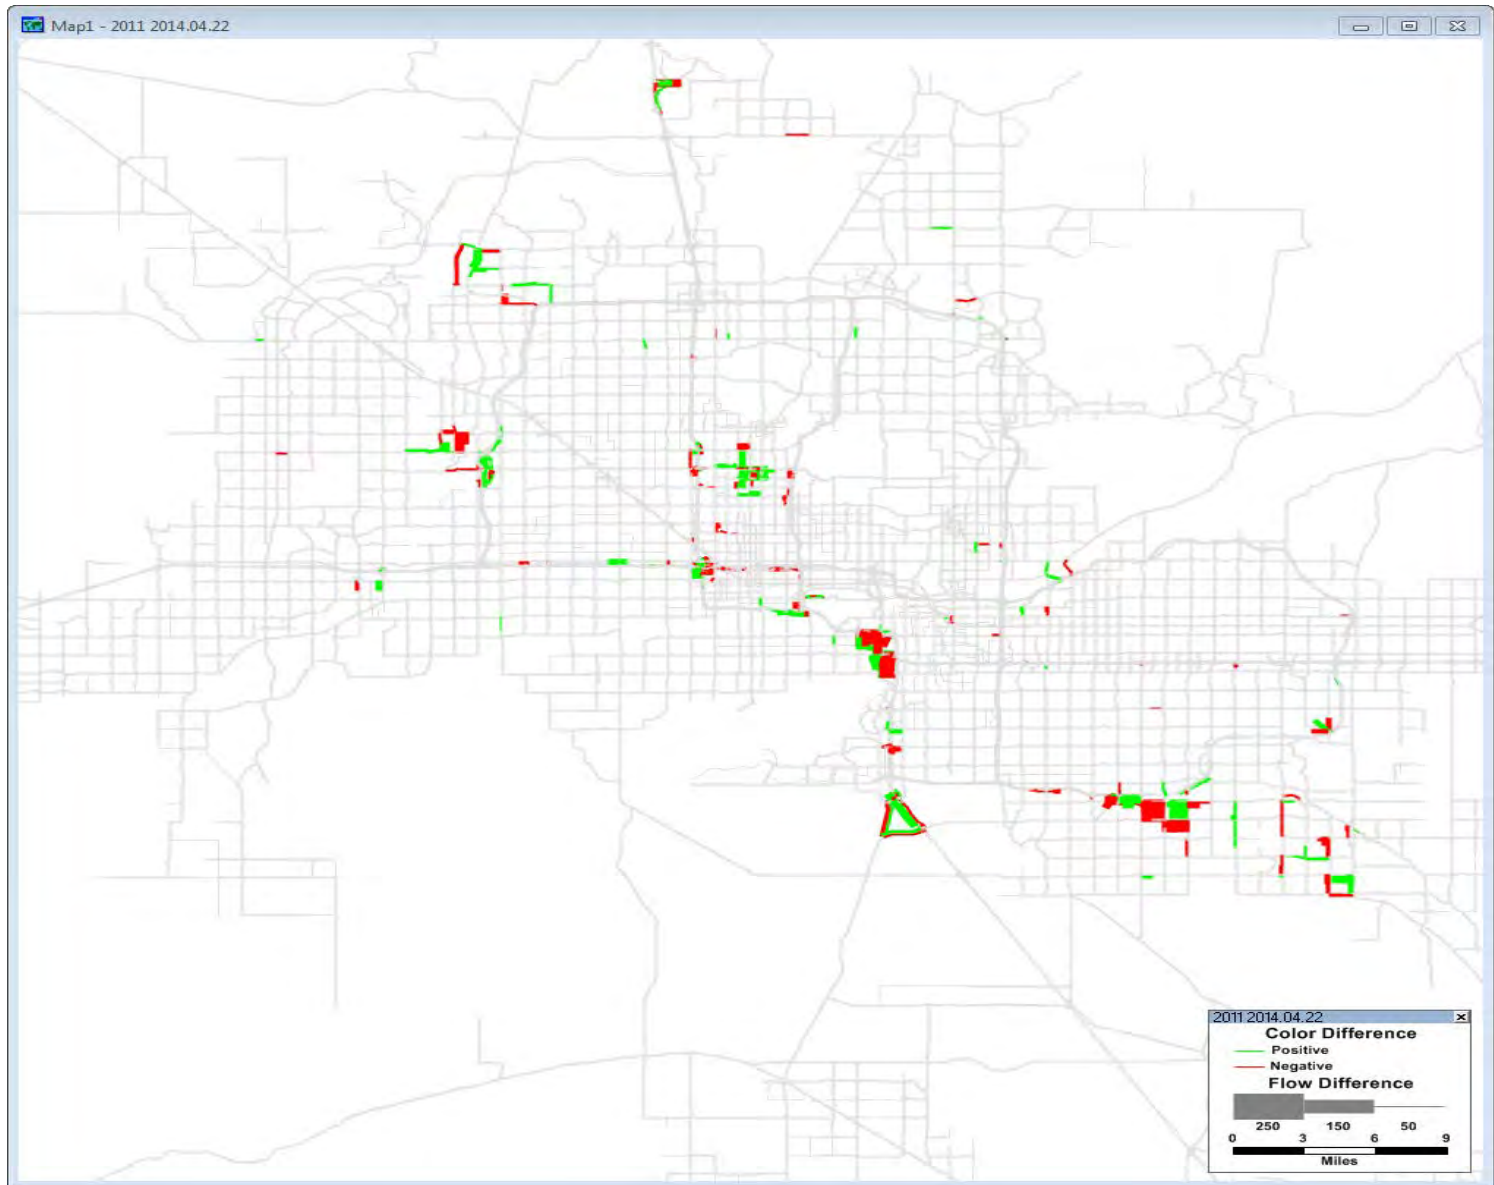 Map1 - 2011 2014.04.22
2011 2014.04.22
Color Difference
Positive
Negative
Flow Difference
250 150 50
0 3 6 9
Miles